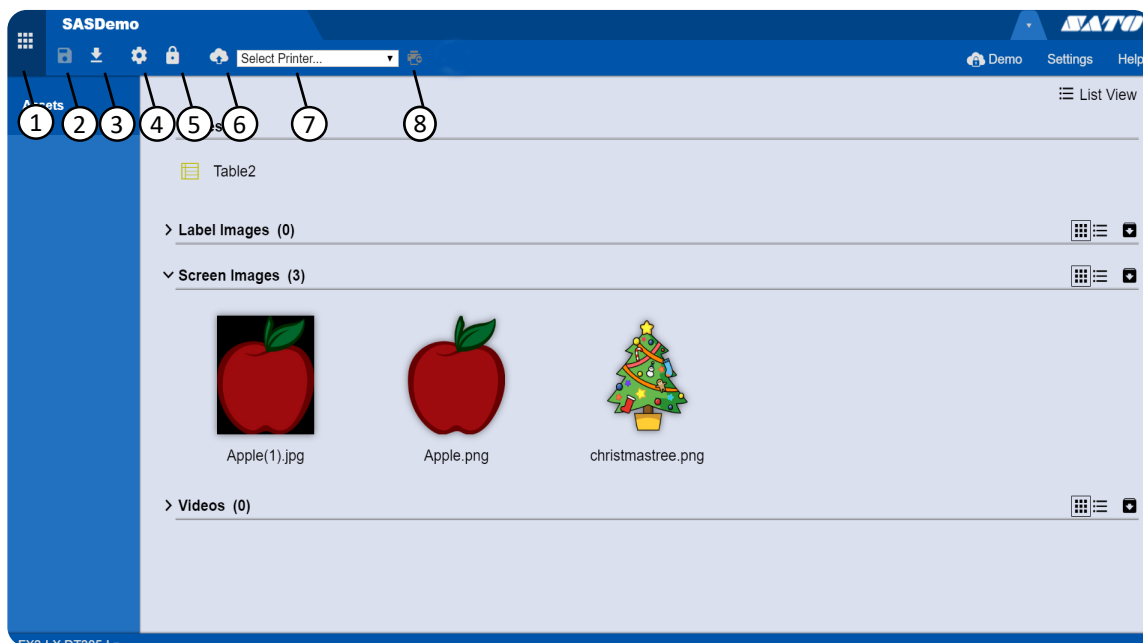 SASDemo
SATO
Select Printer...
Demo Settings Help
Assets
1 2 3 4 5 6 7 8
List View
Table2
Label Images (0)
Screen Images (3)
Apple(1).jpg Apple.png christmastree.png
Videos (0)